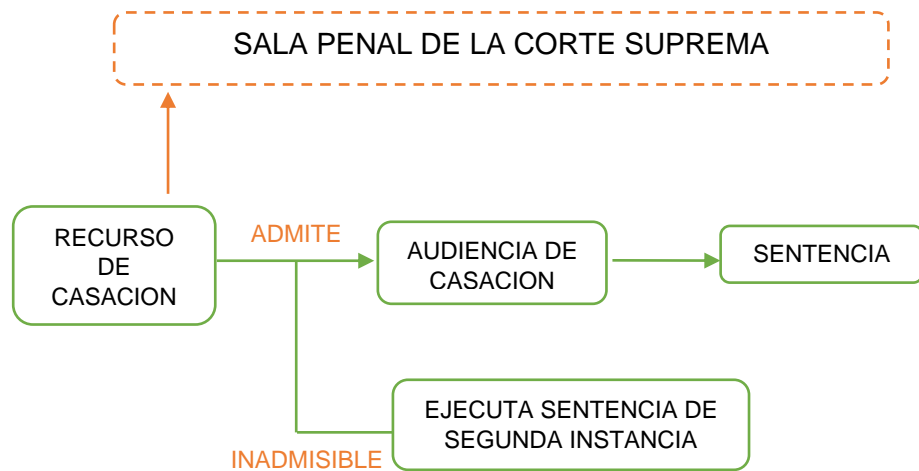 SALA PENAL DE LA CORTE SUPREMA
RECURSO
DE
CASACION
ADMITE
AUDIENCIA DE
CASACION
SENTENCIA
EJECUTA SENTENCIA DE
SEGUNDA INSTANCIA
INADMISIBLE